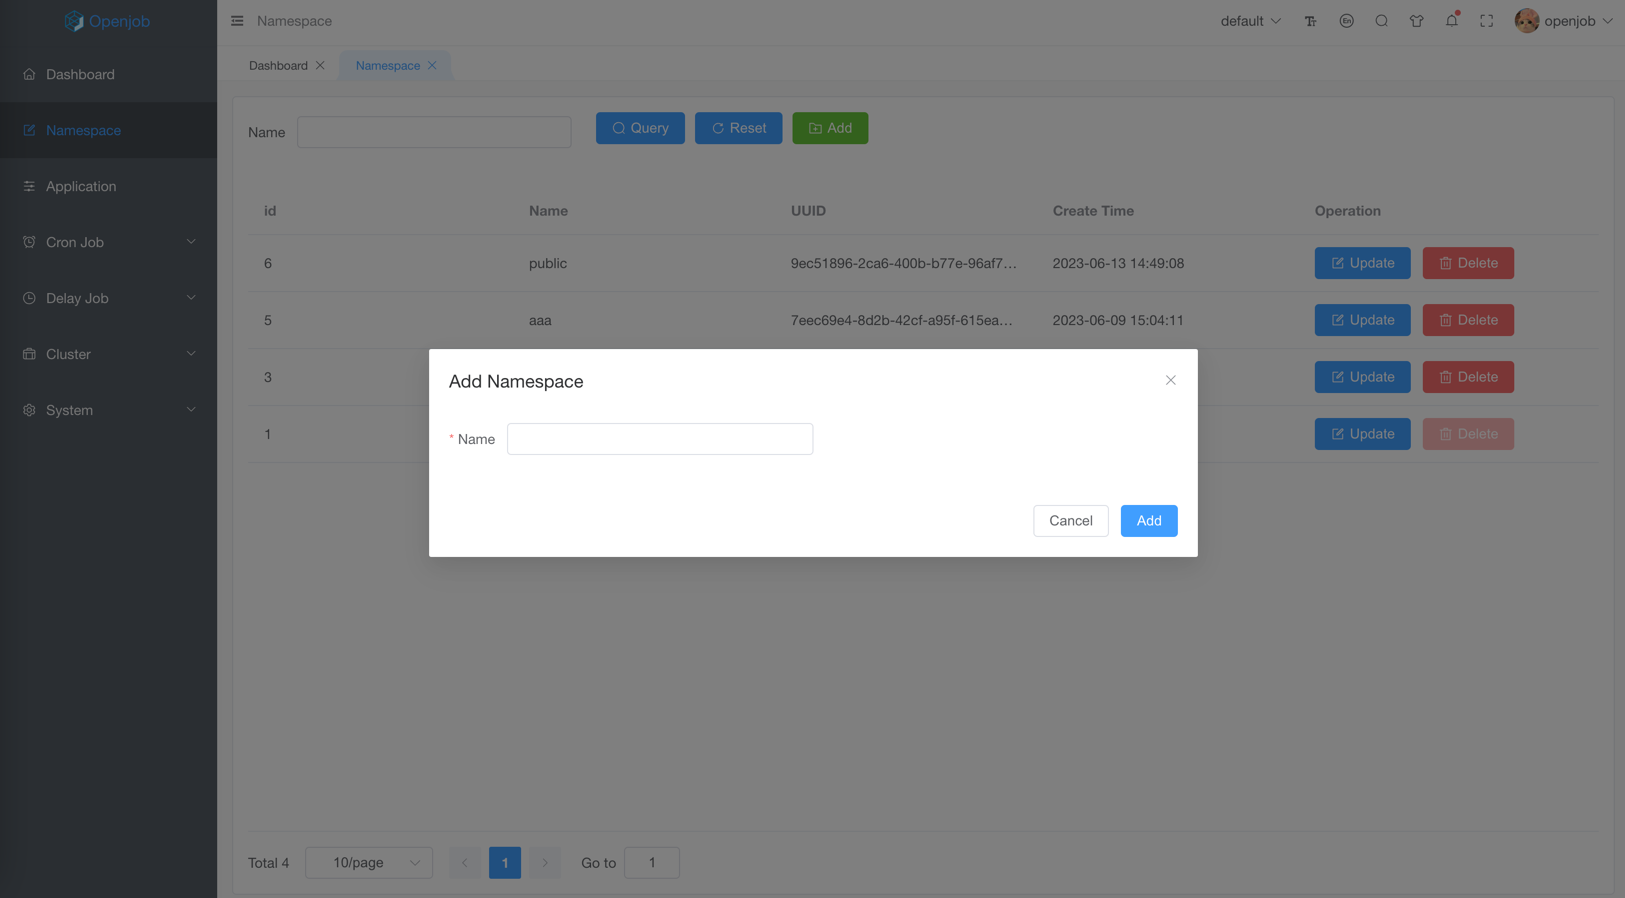 Openjob
Namespace
default
En
openjob
Dashboard
Namespace
Dashboard
Namespace
Application
Cron Job
Delay Job
Cluster
System
Name
Query
Reset
Add
id
Name
UUID
Create Time
Operation
6
public
9ec51896-2ca6-400b-b77e-96af7...
2023-06-13 14:49:08
Update
Delete
5
aaa
7eec69e4-8d2b-42cf-a95f-615ea...
2023-06-09 15:04:11
Update
Delete
3
Update
Delete
1
Update
Delete
Add Namespace
* Name
Cancel
Add
Total 4
10/page
1
Go to
1